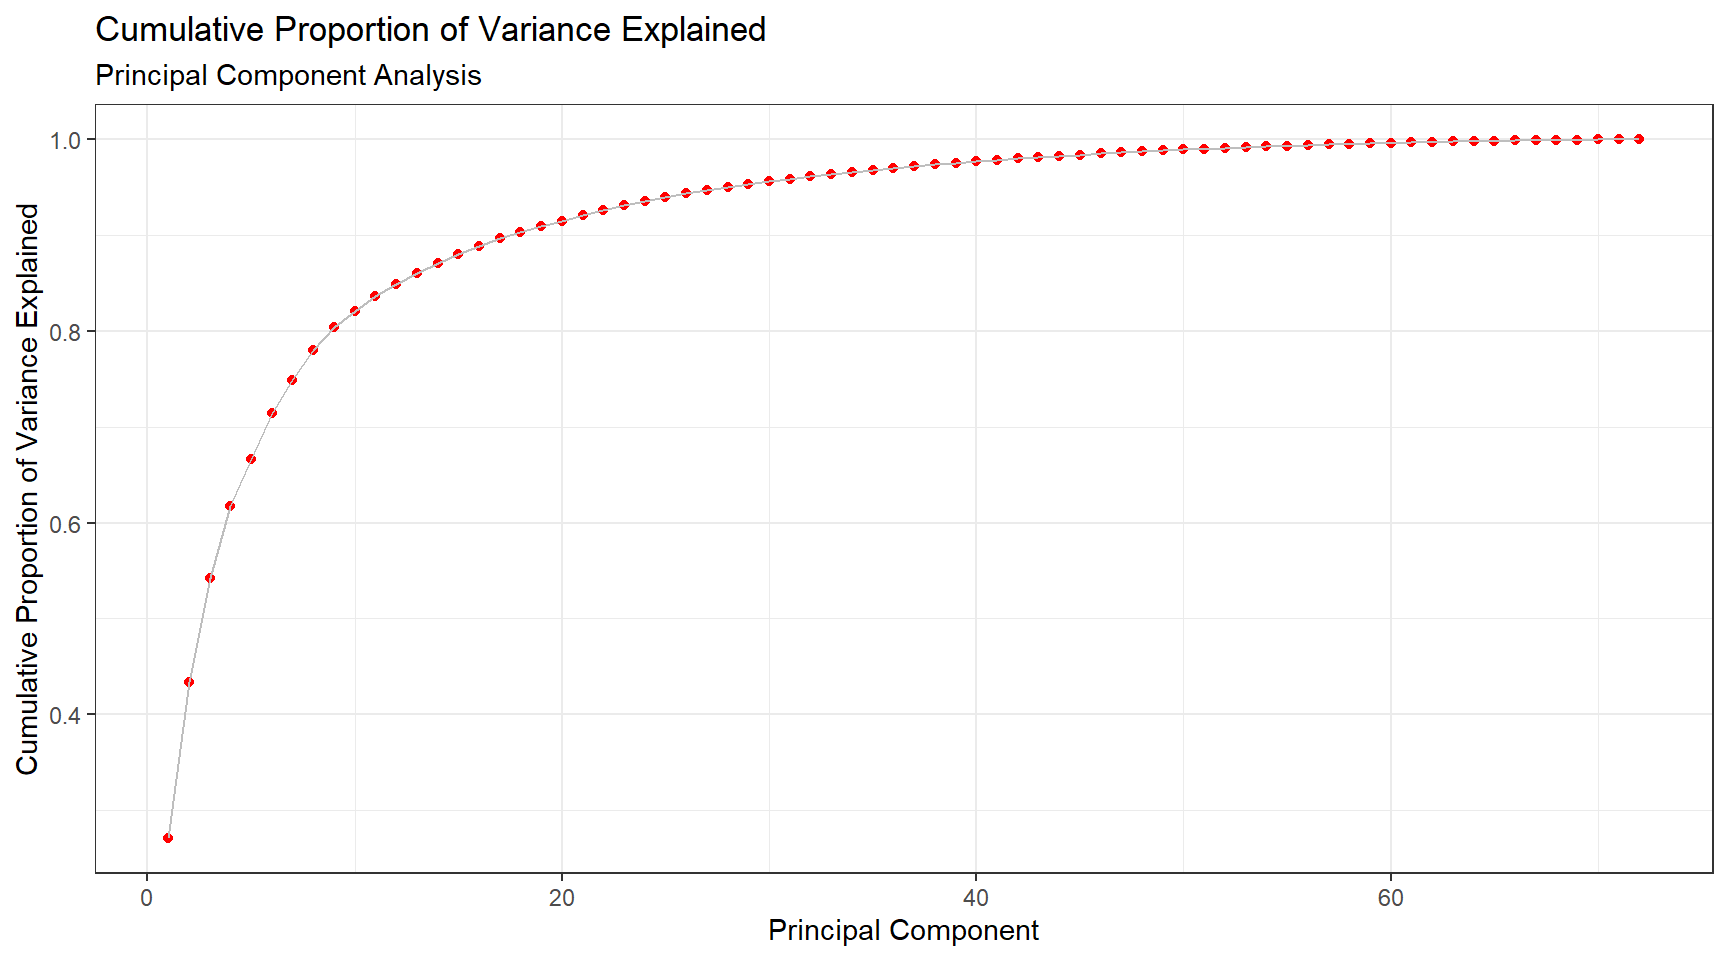 Cumulative Proportion of Variance Explained
Principal Component Analysis
Cumulative Proportion of Variance Explained
1.0
0.8
0.6
0.4
0
20
40
60
Principal Component